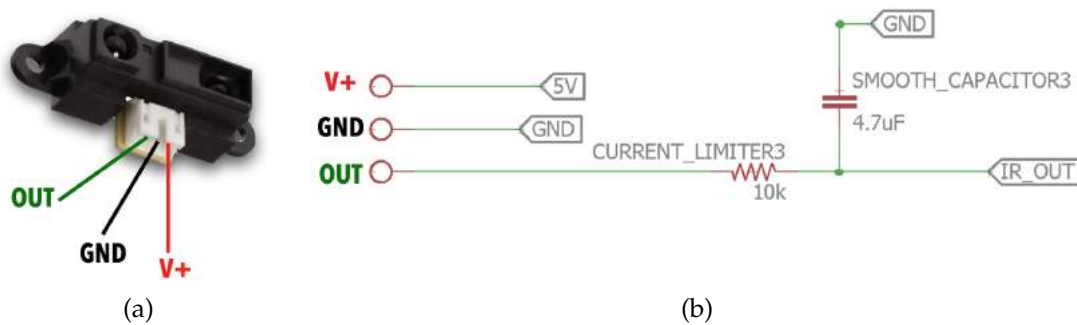 OUT
GND
V+
(a)
V+
5V
GND
GND
OUT
CURRENT_LIMITER3
10k
GND
SMOOTH_CAPACITOR3
4.7uF
IR_OUT
(b)